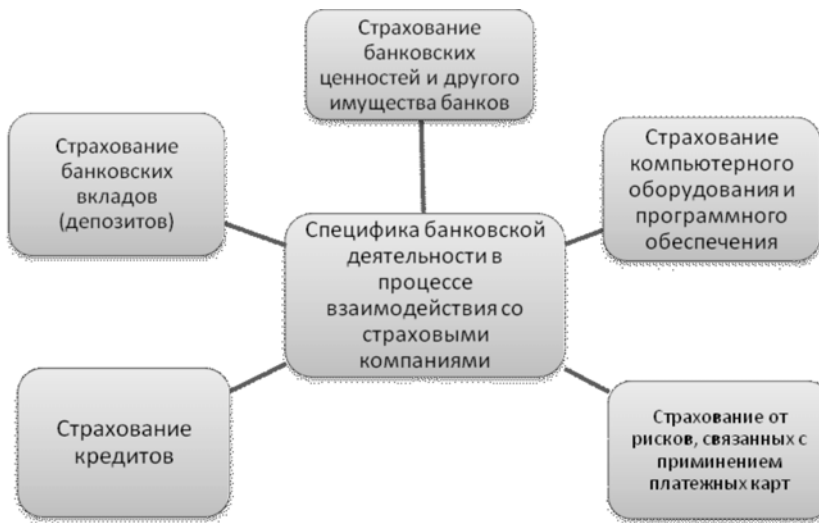 Страхование
банковских
ценностей и другого
имущества банков
Страхование
банковских
вкладов
(депозитов)
Страхование
компьютерного
оборудования и
программного
обеспечения
Специфика банковской
деятельности в
процессе
взаимодействия со
страховыми
компаниями
Страхование
кредитов
Страхование от
рисков, связанных с
приминением
платежных карт